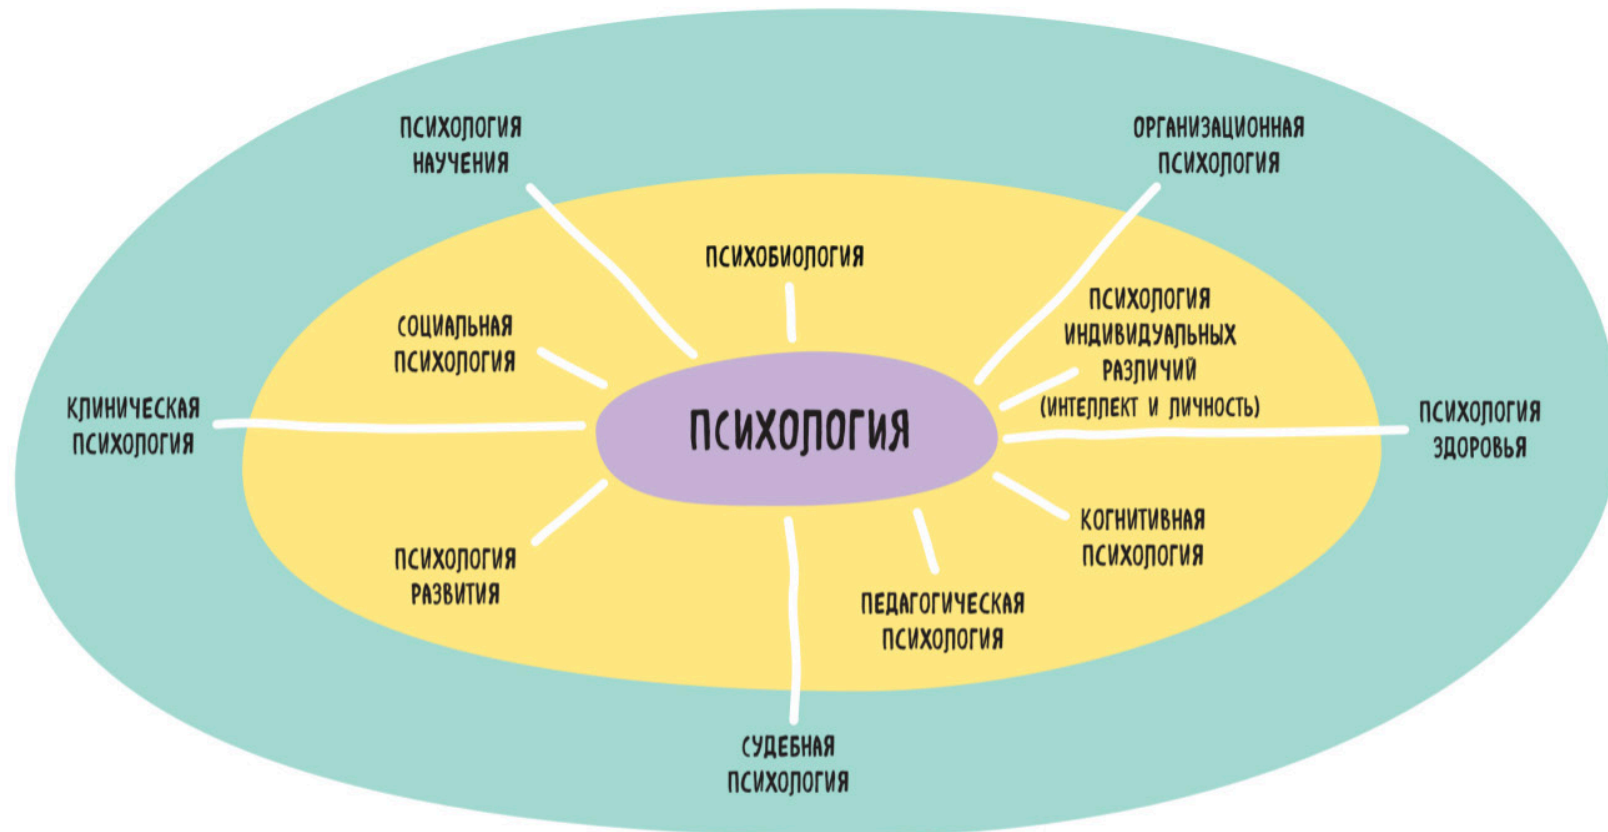 ПСИХОЛОГИЯ
НАУЧЕНИЯ
ОРГАНИЗАЦИОННАЯ
ПСИХОЛОГИЯ
ПСИХОБИОЛОГИЯ
СОЦИАЛЬНАЯ
ПСИХОЛОГИЯ
ПСИХОЛОГИЯ
ИНДИВИДУАЛЬНЫХ
РАЗЛИЧИЙ
(ИНТЕЛЛЕКТ И ЛИЧНОСТЬ)
КЛИНИЧЕСКАЯ
ПСИХОЛОГИЯ
ПСИХОЛОГИЯ
ПСИХОЛОГИЯ
ЗДОРОВЬЯ
ПСИХОЛОГИЯ
РАЗВИТИЯ
КОГНИТИВНАЯ
ПСИХОЛОГИЯ
ПЕДАГОГИЧЕСКАЯ
ПСИХОЛОГИЯ
СУДЕБНАЯ
ПСИХОЛОГИЯ